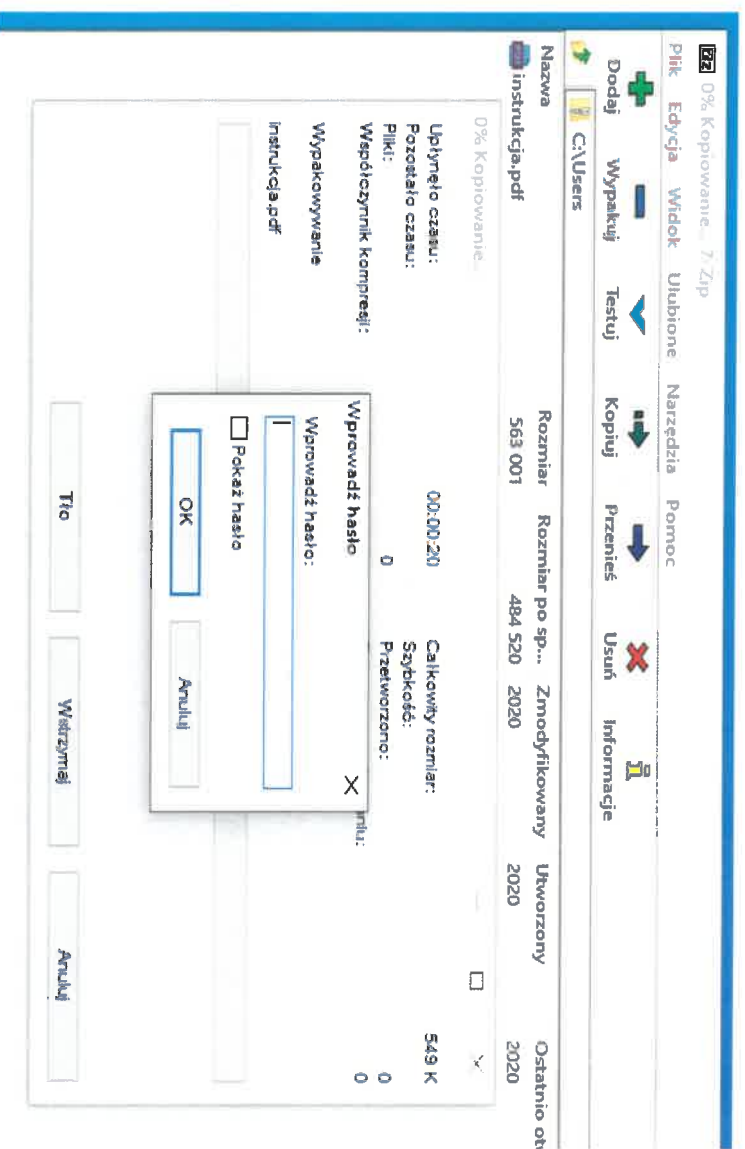 0% Kopiowanie... 7-Zip
Plik Edycja Widok Ulubione Narzędzia Pomoc
Dodaj Wypakuj Testuj Kopiuj Przenieś Usuń Informacje
C:\Users
Nazwa Rozmiar Rozmiar po sp... Zmodyfikowany Utworzony Ostatnio otw
instrukcja.pdf 563 001 484 520 2020 2020 2020
0% Kopiowanie...
Upłynęło czasu: 00:00:20 Całkowity rozmiar: 549 K
Pozostało czasu: Szybkość:
Pliki: 0 Przetworzono: 0
Współczynnik kompresji: aniu: 0
Wypakowywanie
instrukcja.pdf
Wprowadź hasło
Wprowadź hasło:
Pokaż hasło
OK Anuluj
Tło Wstrzymaj Anuluj